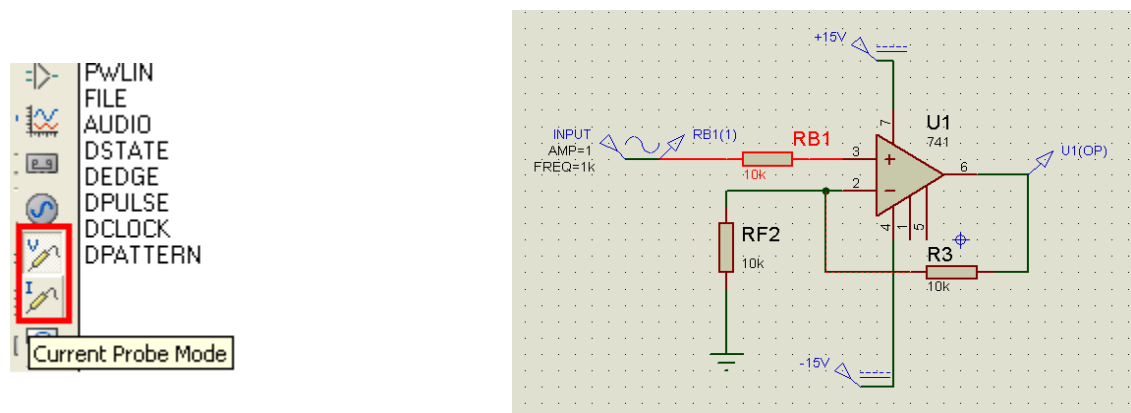 PWLIN
FILE
AUDIO
DSTATE
DEDGE
DPULSE
DCLOCK
DPATTERN
V
I
Current Probe Mode
+15V
INPUT
AMP=1
FREQ=1k
RB1(1)
RB1
10k
U1
741
U1(OP)
7
3
2
6
4
1
5
RF2
10k
R3
10k
-15V